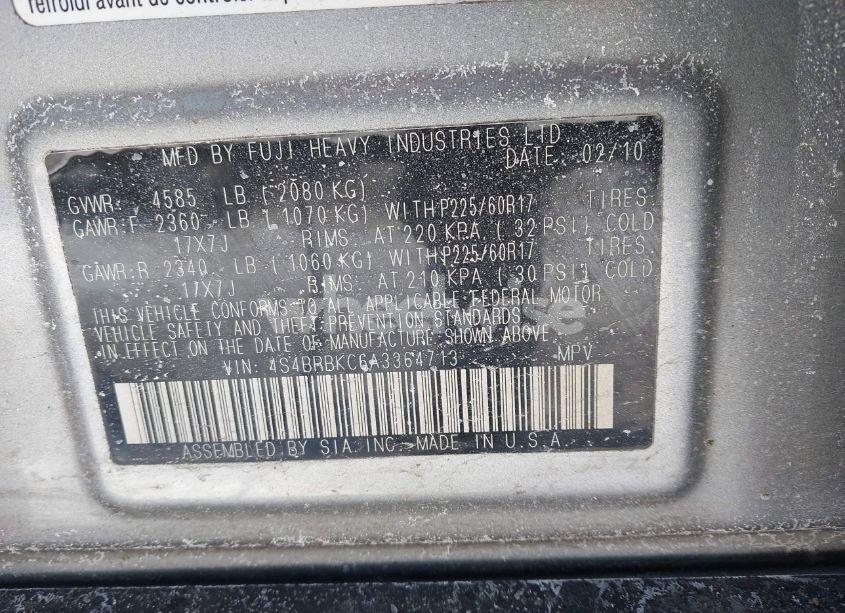 refroidi avant de
MFD BY FUJI HEAVY INDUSTRIES LTD
DATE: 02/10
GVWR: 4585 LB (2080 KG)
GAWR:F 2360 LB (1070 KG) WITH P225/60R17 TIRES
17X7J RIMS AT 220 KPA (32 PSI) COLD
GAWR:R 2340 LB (1060 KG) WITH P225/60R17 TIRES
17X7J RIMS AT 210 KPA (30 PSI) COLD
THIS VEHICLE CONFORMS TO ALL APPLICABLE FEDERAL MOTOR
VEHICLE SAFETY AND THEFT PREVENTION STANDARDS
IN EFFECT ON THE DATE OF MANUFACTURE SHOWN ABOVE.
VIN: 4S4BRBKC6A3364713 MPV
ASSEMBLED BY SIA INC. MADE IN U.S.A.